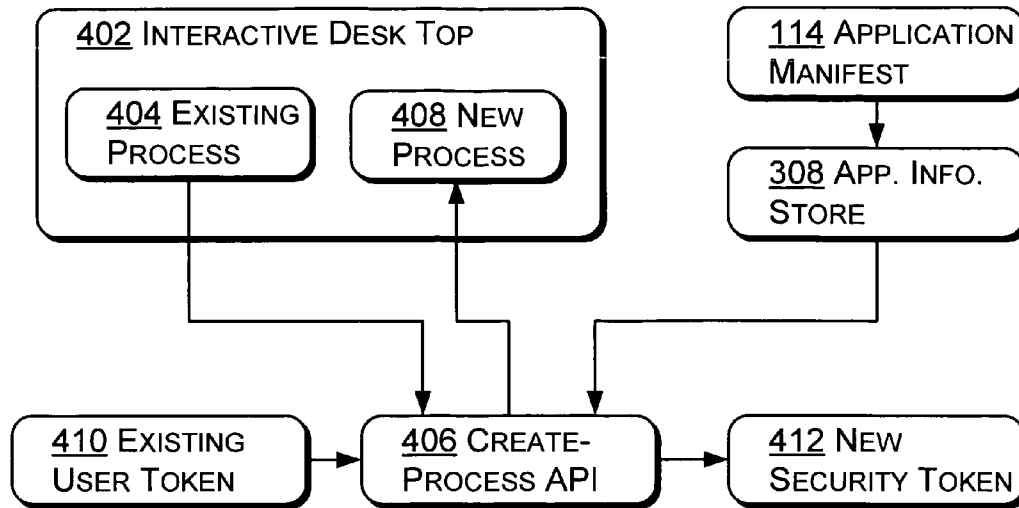 402 INTERACTIVE DESK TOP
404 EXISTING
PROCESS
408 NEW
PROCESS
114 APPLICATION
MANIFEST
308 APP. INFO.
STORE
410 EXISTING
USER TOKEN
406 CREATE-
PROCESS API
412 NEW
SECURITY TOKEN